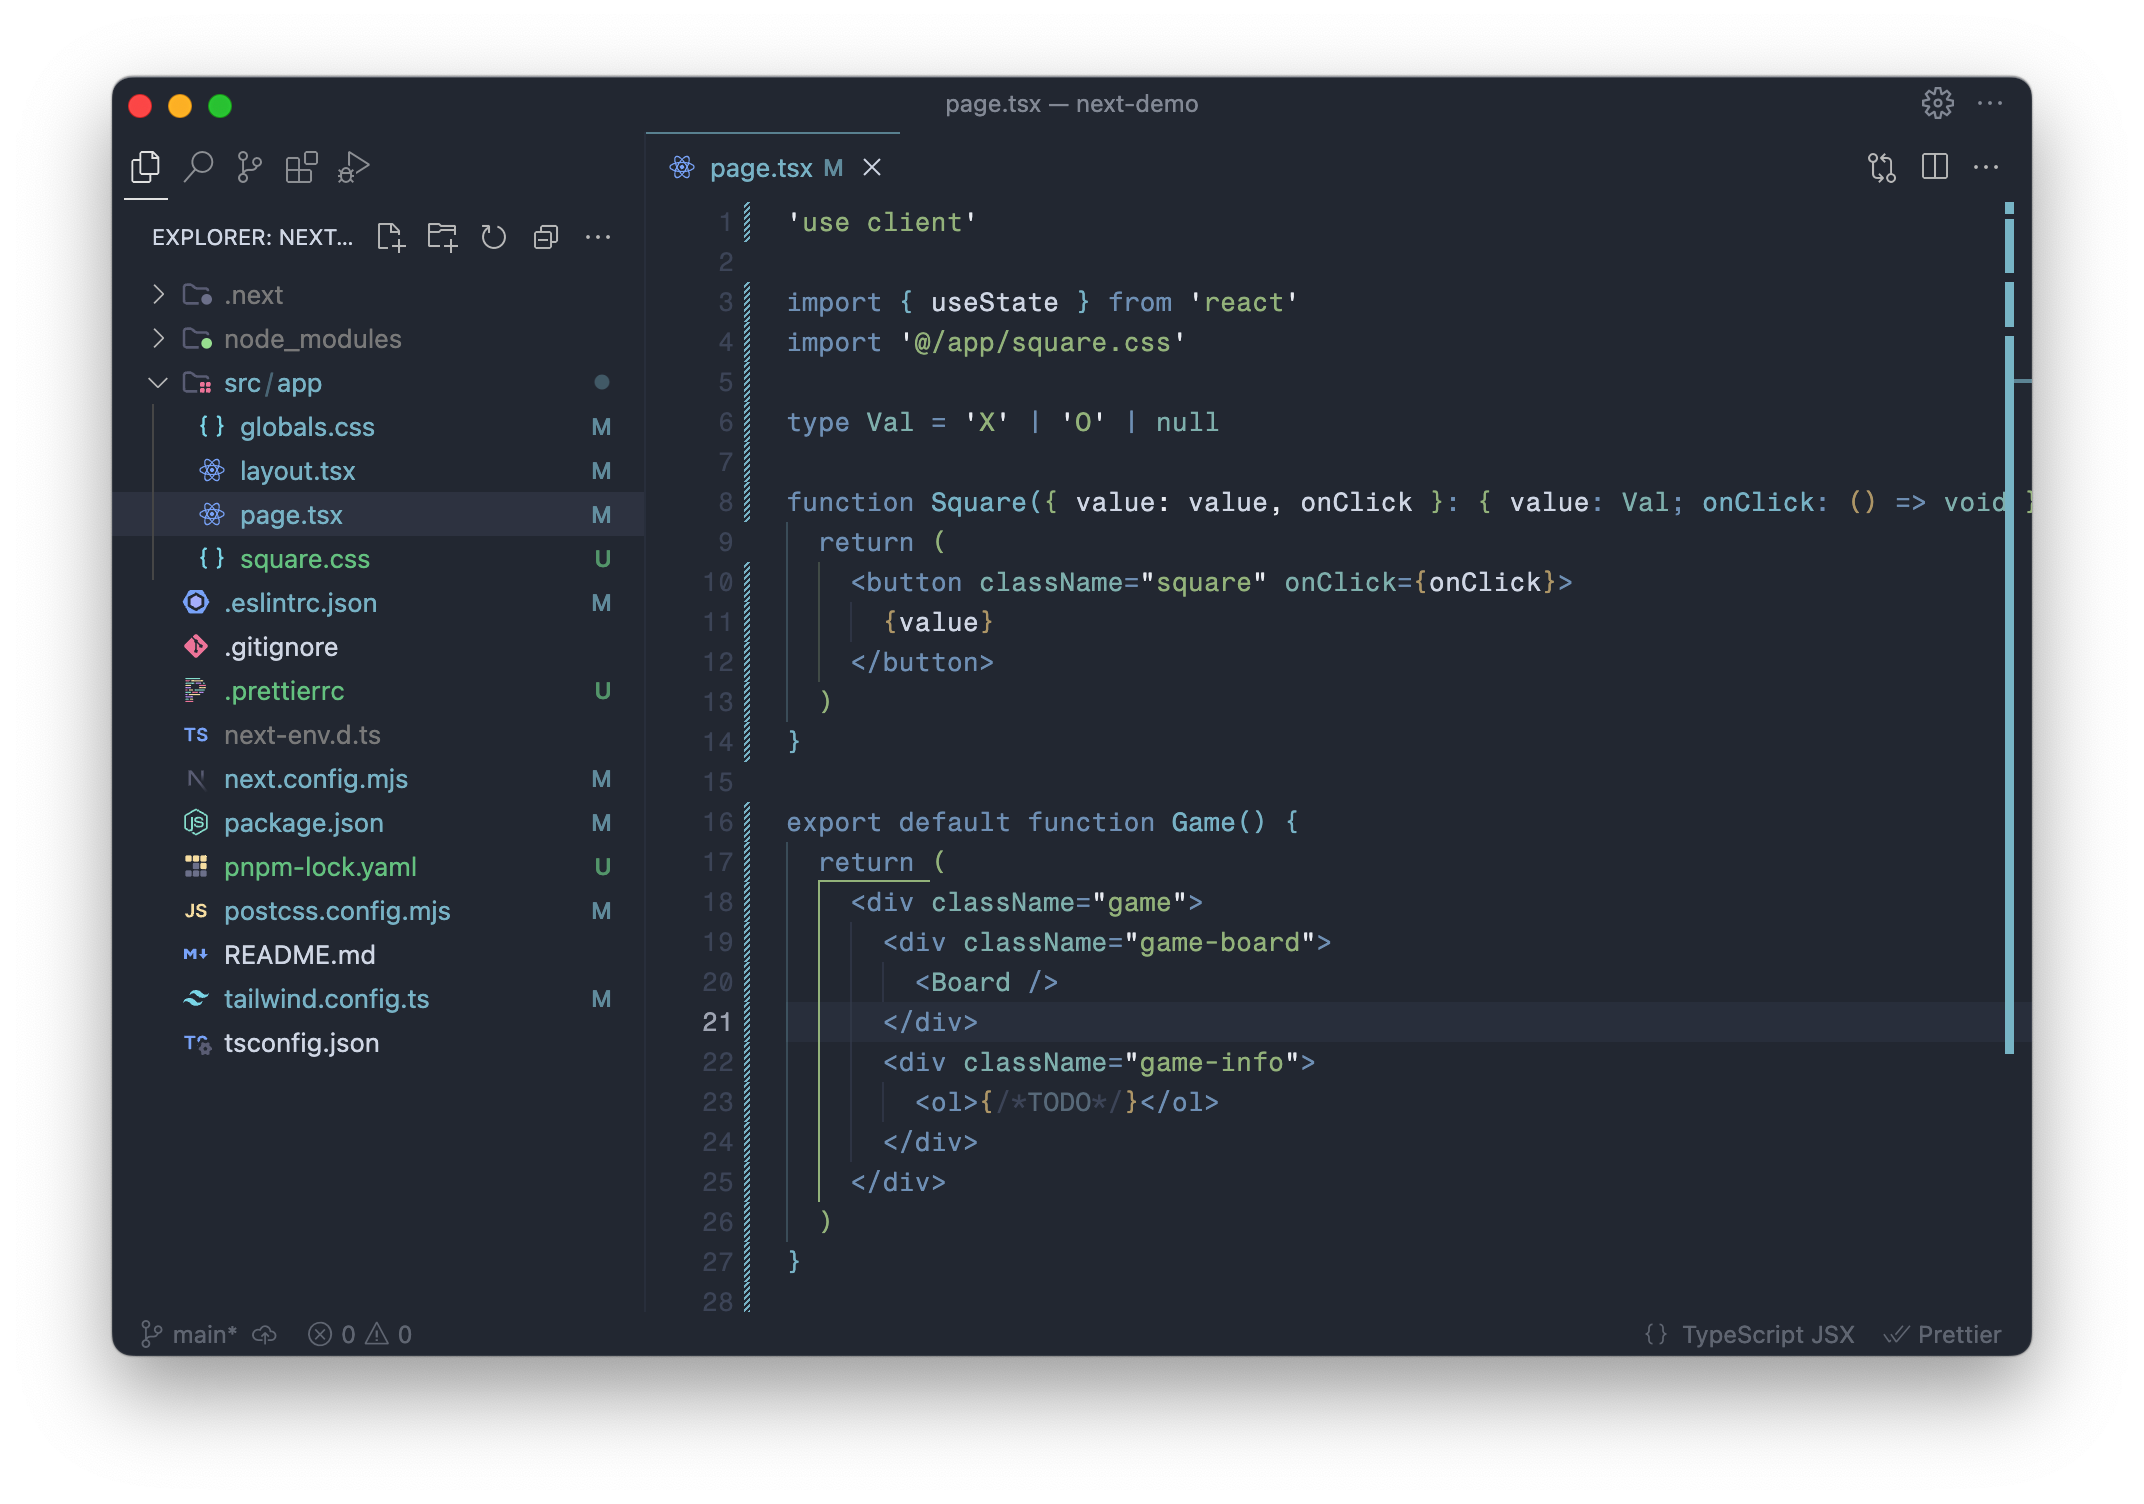 page.tsx — next-demo
EXPLORER: NEXT...
.next
node_modules
src/app
globals.css M
layout.tsx M
page.tsx M
square.css U
.eslintrc.json M
.gitignore
.prettierrc U
TS next-env.d.ts
next.config.mjs M
JS package.json M
pnpm-lock.yaml U
JS postcss.config.mjs M
README.md
tailwind.config.ts M
tsconfig.json
page.tsx M
1 'use client'
2
3 import { useState } from 'react'
4 import '@/app/square.css'
5
6 type Val = 'X' | 'O' | null
7
8 function Square({ value: value, onClick }: { value: Val; onClick: () => void }
9 return (
10 <button className="square" onClick={onClick}>
11 {value}
12 </button>
13 )
14 }
15
16 export default function Game() {
17 return (
18 <div className="game">
19 <div className="game-board">
20 <Board />
21 </div>
22 <div className="game-info">
23 <ol>{/*TODO*/}</ol>
24 </div>
25 </div>
26 )
27 }
28
main* 0 0 {} TypeScript JSX Prettier